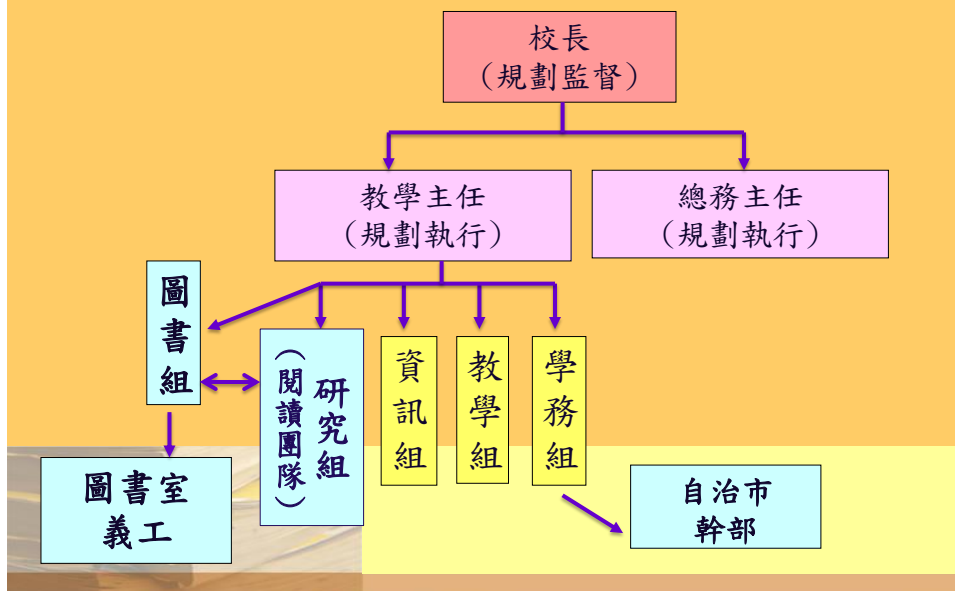 校長
（規劃監督）
教學主任
（規劃執行）
總務主任
（規劃執行）
圖書組
研究組
（閱讀團隊）
資訊組
教學組
學務組
圖書室
義工
自治市
幹部